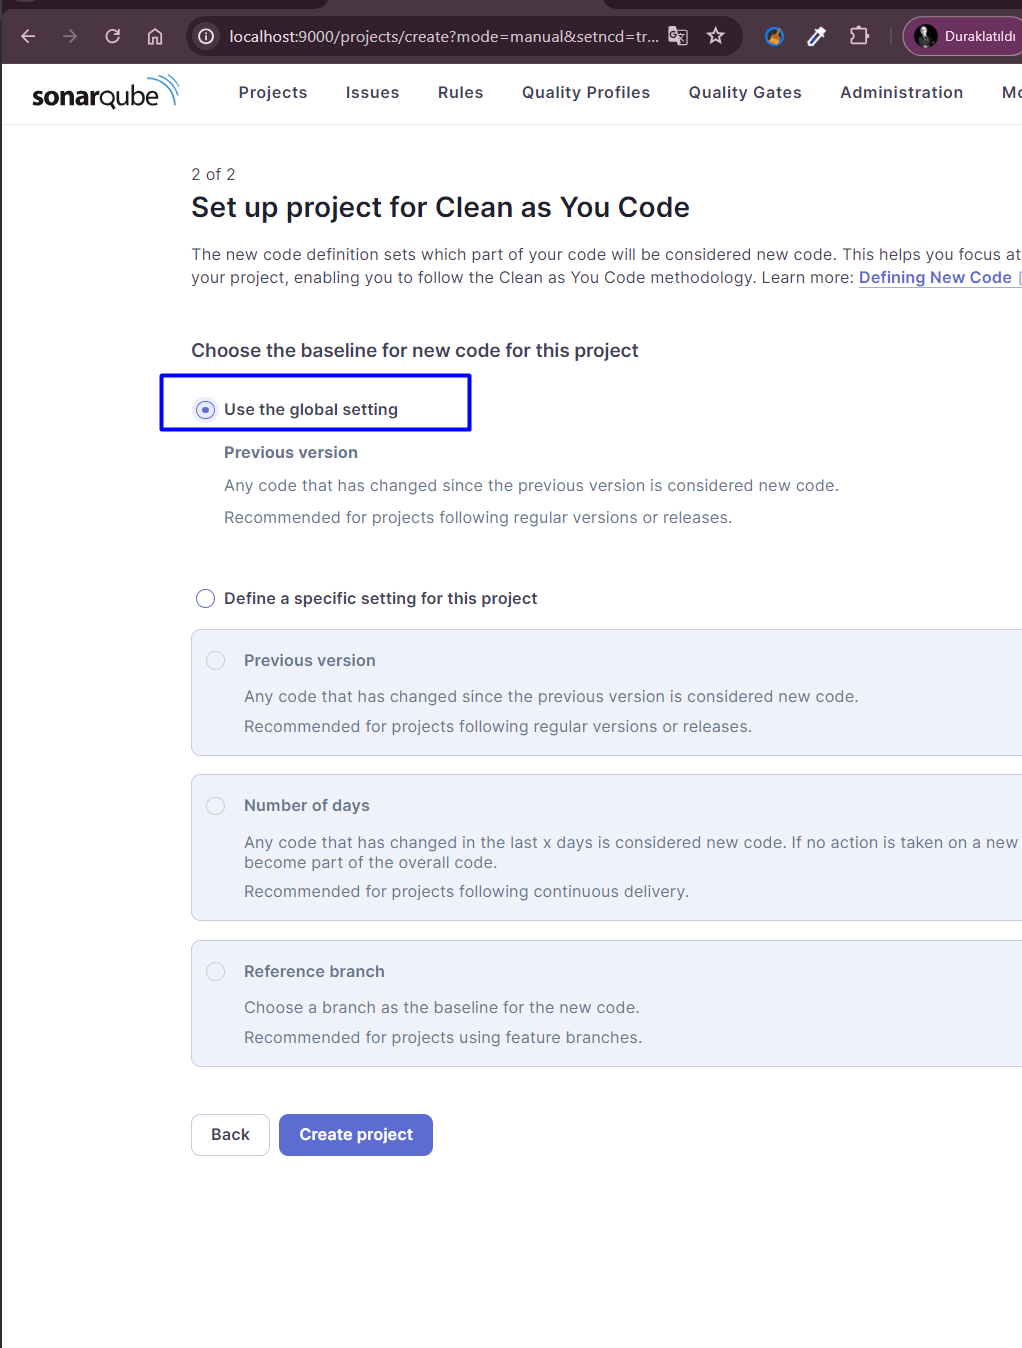 localhost:9000/projects/create?mode=manual&setncd=tr...
Duraklatıldı
sonarqube
Projects
Issues
Rules
Quality Profiles
Quality Gates
Administration
Mo
2 of 2
Set up project for Clean as You Code
The new code definition sets which part of your code will be considered new code. This helps you focus at
your project, enabling you to follow the Clean as You Code methodology. Learn more: Defining New Code
Choose the baseline for new code for this project
Use the global setting
Previous version
Any code that has changed since the previous version is considered new code.
Recommended for projects following regular versions or releases.
Define a specific setting for this project
Previous version
Any code that has changed since the previous version is considered new code.
Recommended for projects following regular versions or releases.
Number of days
Any code that has changed in the last x days is considered new code. If no action is taken on a new
become part of the overall code.
Recommended for projects following continuous delivery.
Reference branch
Choose a branch as the baseline for the new code.
Recommended for projects using feature branches.
Back
Create project